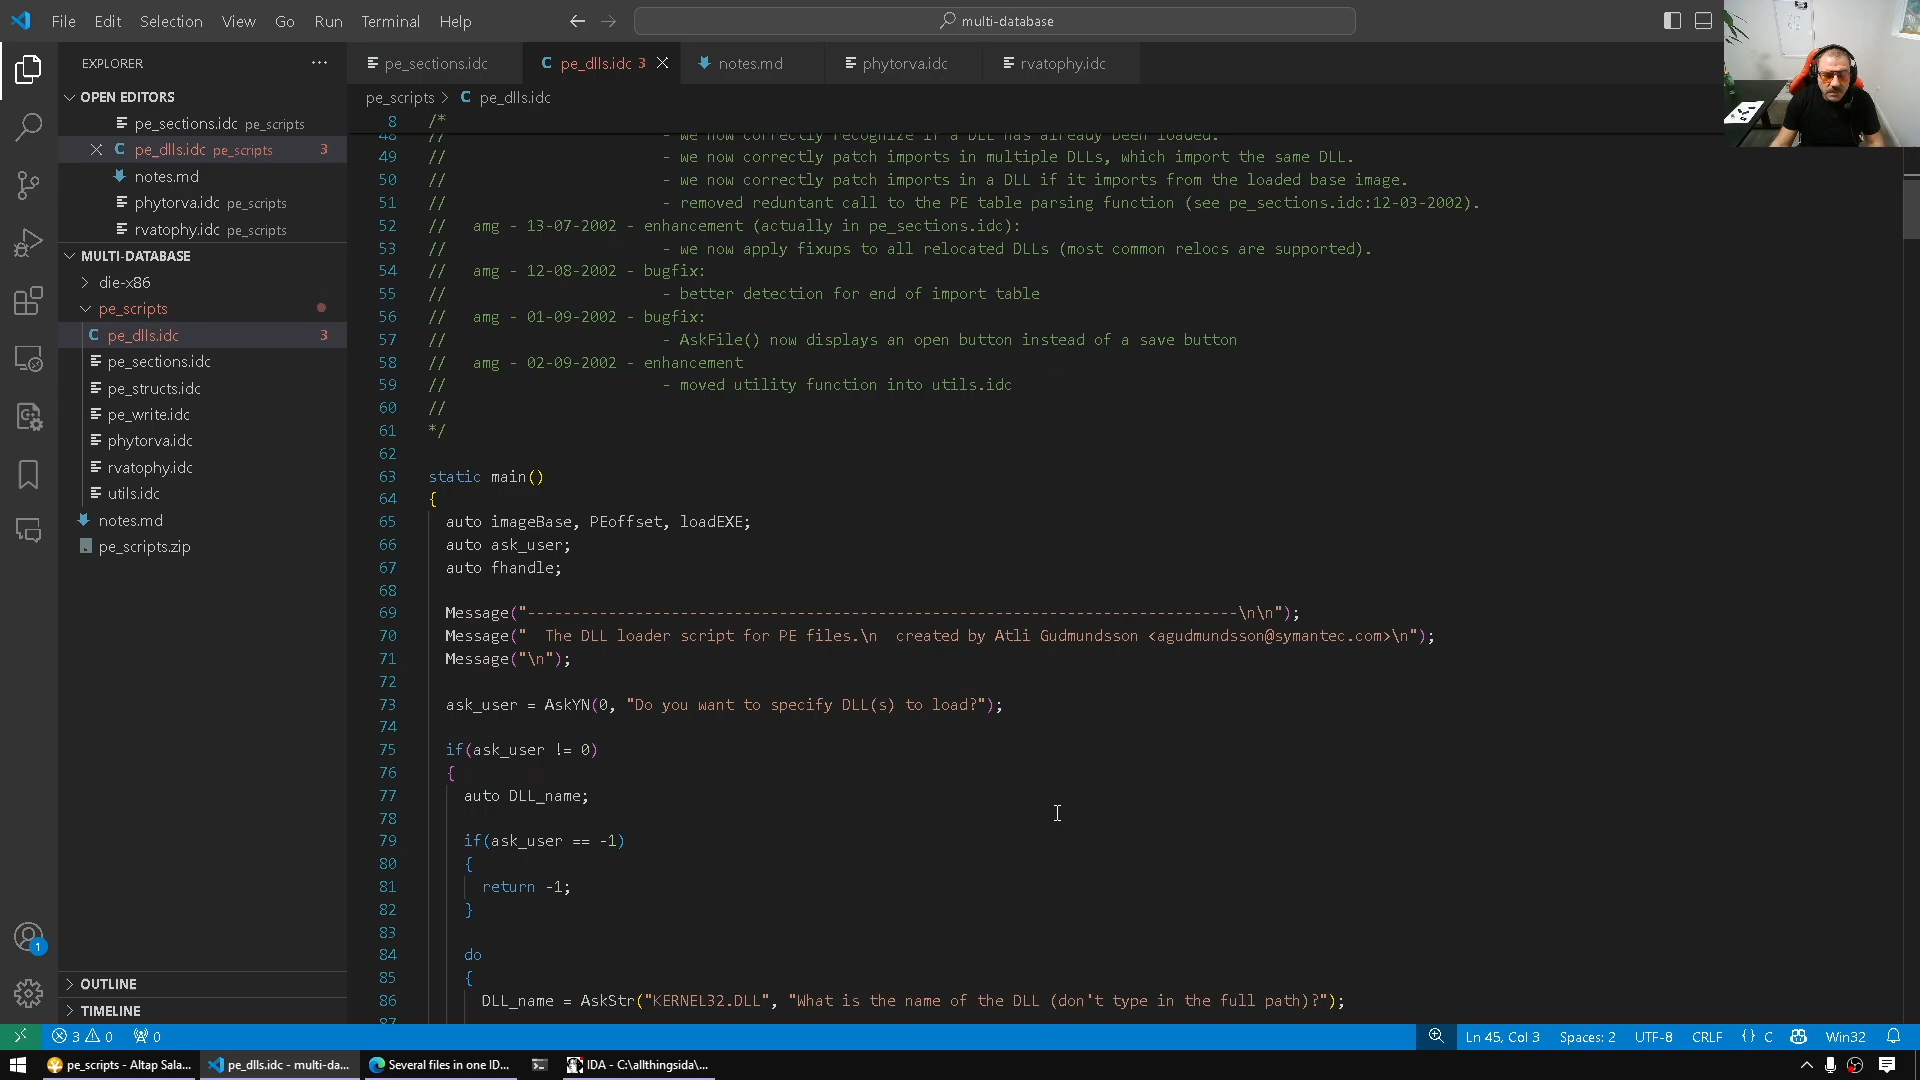 File Edit Selection View Go Run Terminal Help
multi-database
EXPLORER
OPEN EDITORS
pe_sections.idc pe_scripts
pe_dlls.idc pe_scripts 3
notes.md
phytorva.idc pe_scripts
rvatophy.idc pe_scripts
MULTI-DATABASE
die-x86
pe_scripts
pe_dlls.idc 3
pe_sections.idc
pe_structs.idc
pe_write.idc
phytorva.idc
rvatophy.idc
utils.idc
notes.md
pe_scripts.zip
OUTLINE
TIMELINE
1
pe_sections.idc pe_dlls.idc 3 notes.md phytorva.idc rvatophy.idc
pe_scripts > C pe_dlls.idc
8 /*
48 // - we now correctly recognize if a DLL has already been loaded.
49 // - we now correctly patch imports in multiple DLLs, which import the same DLL.
50 // - we now correctly patch imports in a DLL if it imports from the loaded base image.
51 // - removed reduntant call to the PE table parsing function (see pe_sections.idc:12-03-2002).
52 // amg - 13-07-2002 - enhancement (actually in pe_sections.idc):
53 // - we now apply fixups to all relocated DLLs (most common relocs are supported).
54 // amg - 12-08-2002 - bugfix:
55 // - better detection for end of import table
56 // amg - 01-09-2002 - bugfix:
57 // - AskFile() now displays an open button instead of a save button
58 // amg - 02-09-2002 - enhancement
59 // - moved utility function into utils.idc
60 //
61 */
62
63 static main()
64 {
65 auto imageBase, PEoffset, loadEXE;
66 auto ask_user;
67 auto fhandle;
68
69 Message("-------------------------------------------------------------------------------\n\n");
70 Message("  The DLL loader script for PE files.\n  created by Atli Gudmundsson <agudmundsson@symantec.com>\n");
71 Message("\n");
72
73 ask_user = AskYN(0, "Do you want to specify DLL(s) to load?");
74
75 if(ask_user != 0)
76 {
77 auto DLL_name;
78
79 if(ask_user == -1)
80 {
81 return -1;
82 }
83
84 do
85 {
86 DLL_name = AskStr("KERNEL32.DLL", "What is the name of the DLL (don't type in the full path)?");
87
3 0 0 Ln 45, Col 3 Spaces: 2 UTF-8 CRLF {} C Win32
pe_scripts - Altap Sala... pe_dlls.idc - multi-da... Several files in one ID... IDA - C:\allthingsida\...